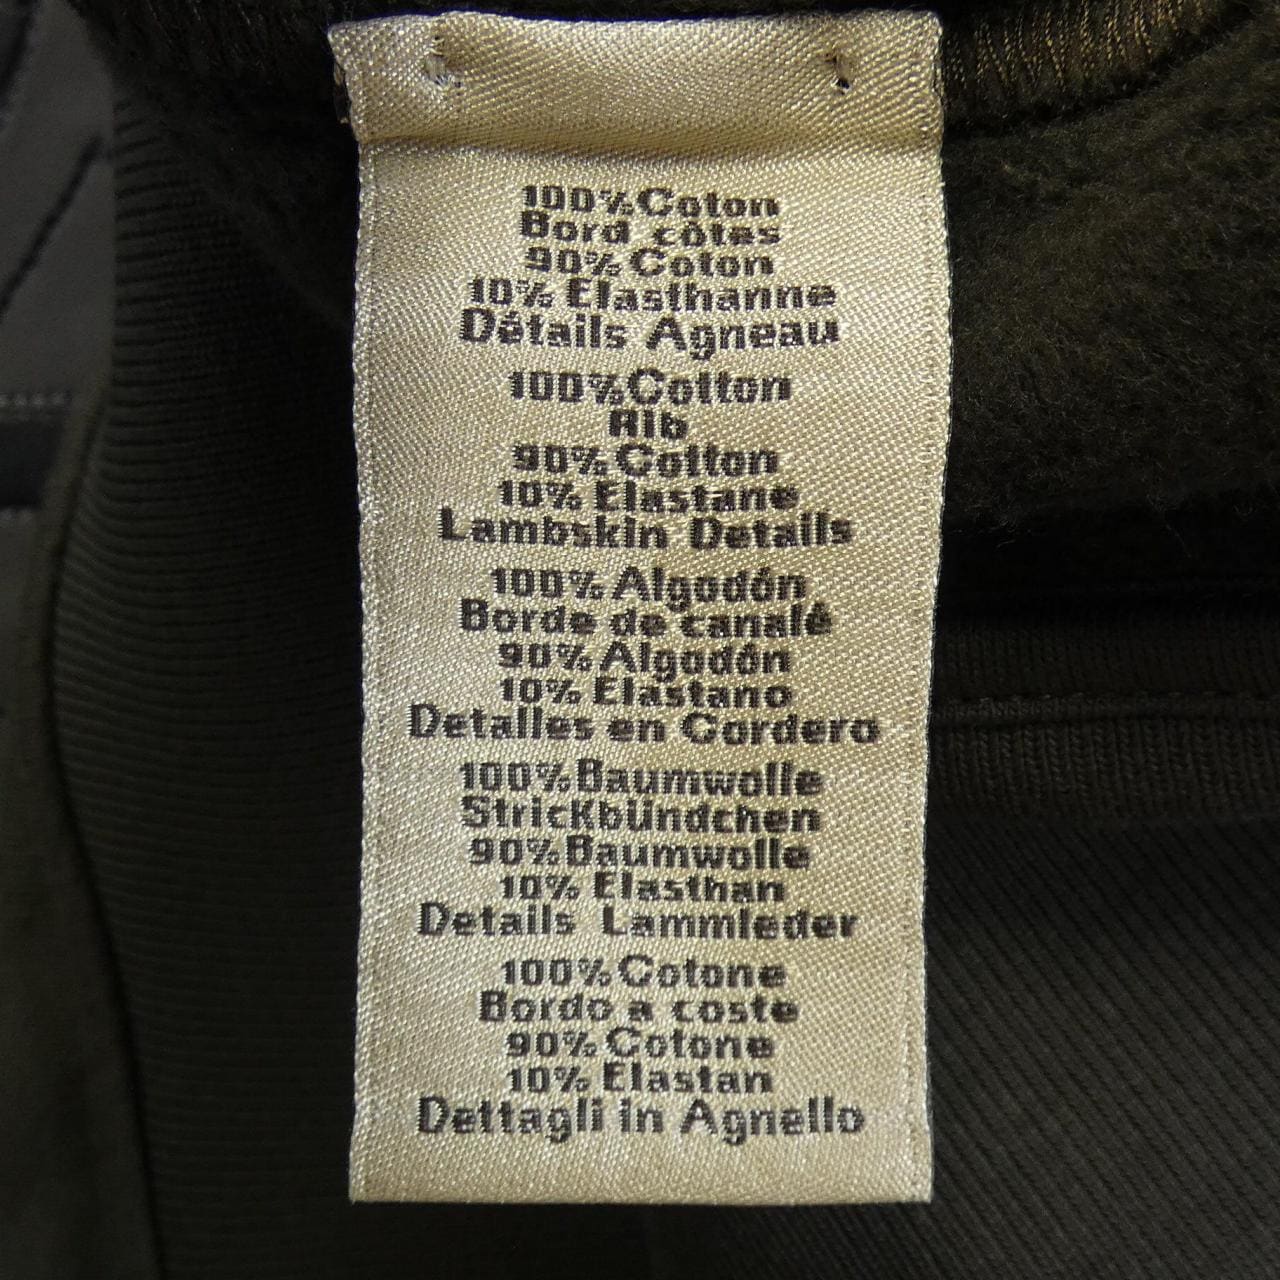 100% Coton
Bord côtes
90% Coton
10% Elasthanne
Détails Agneau
100% Cotton
Rib
90% Cotton
10% Elastane
Lambskin Details
100% Algodón
Borde de canalé
90% Algodón
10% Elastano
Detalles en Cordero
100% Baumwolle
Strickbündchen
90% Baumwolle
10% Elasthan
Details Lammleder
100% Cotone
Bordo a coste
90% Cotone
10% Elastan
Dettagli in Agnello